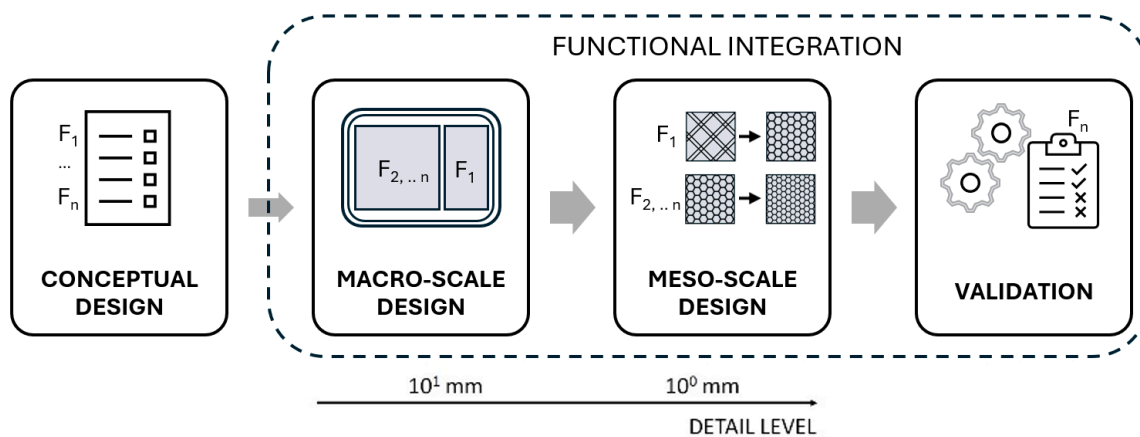 FUNCTIONAL INTEGRATION
F1
...
Fn
CONCEPTUAL
DESIGN
F2, .. n
F1
MACRO-SCALE
DESIGN
F1
F2, .. n
MESO-SCALE
DESIGN
Fn
VALIDATION
10¹ mm
10⁰ mm
DETAIL LEVEL